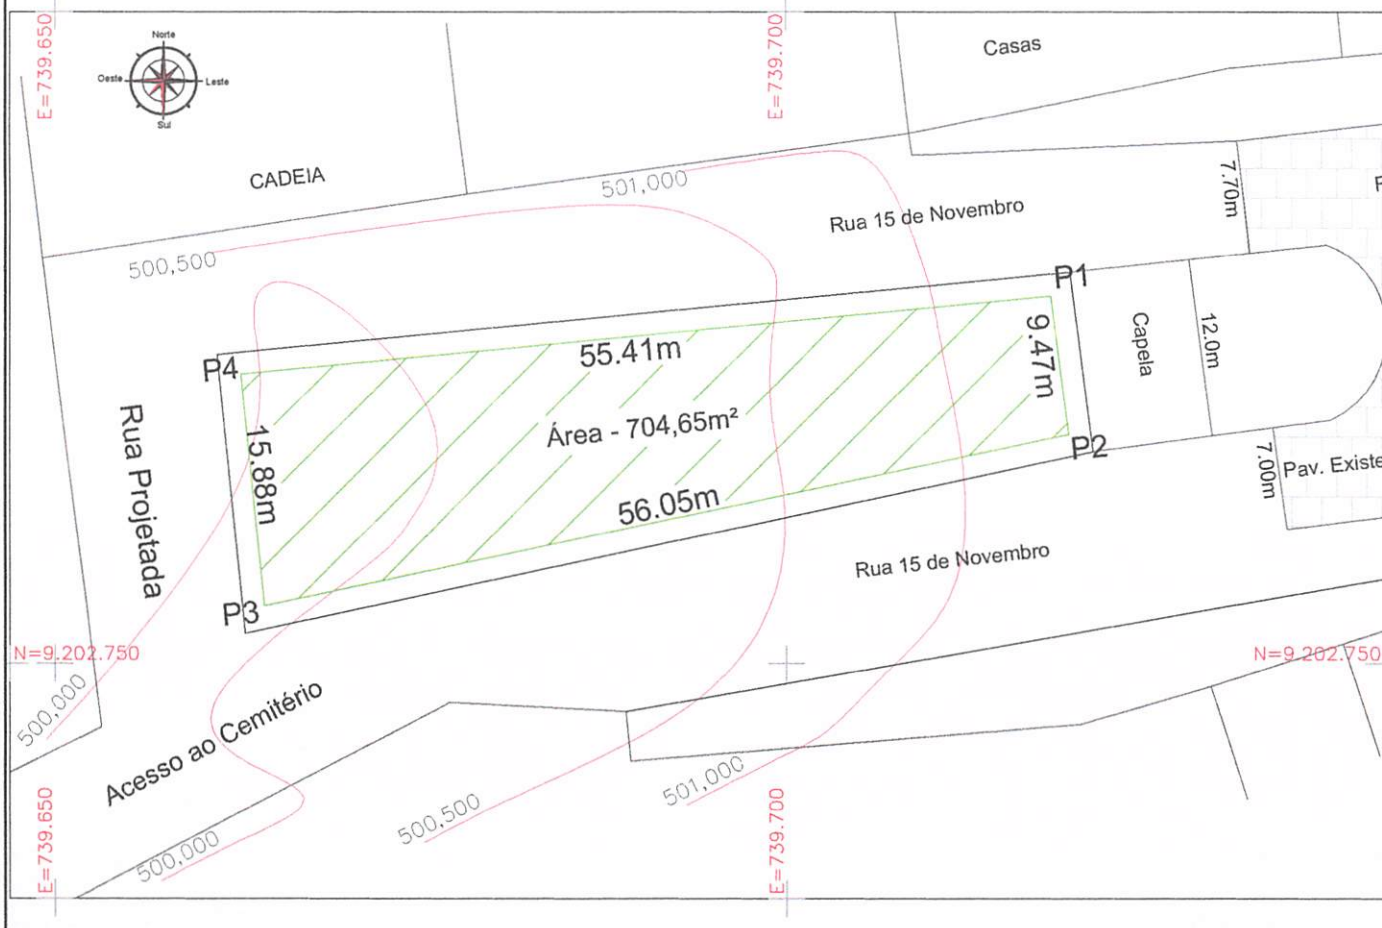 E=739.650
E=739.700
Norte
Oeste
Leste
Sul
Casas
CADEIA
501,000
7.70m
Rua 15 de Novembro
500,500
P1
P4
55.41m
9.47m
Capela
12.0m
Rua Projetada
15.88m
Área - 704,65m²
P2
7.00m
Pav. Existe
56.05m
Rua 15 de Novembro
P3
N=9.202.750
N=9.202.750
500,000
Acesso ao Cemitério
501,000
500,500
500,000
E=739.650
E=739.700